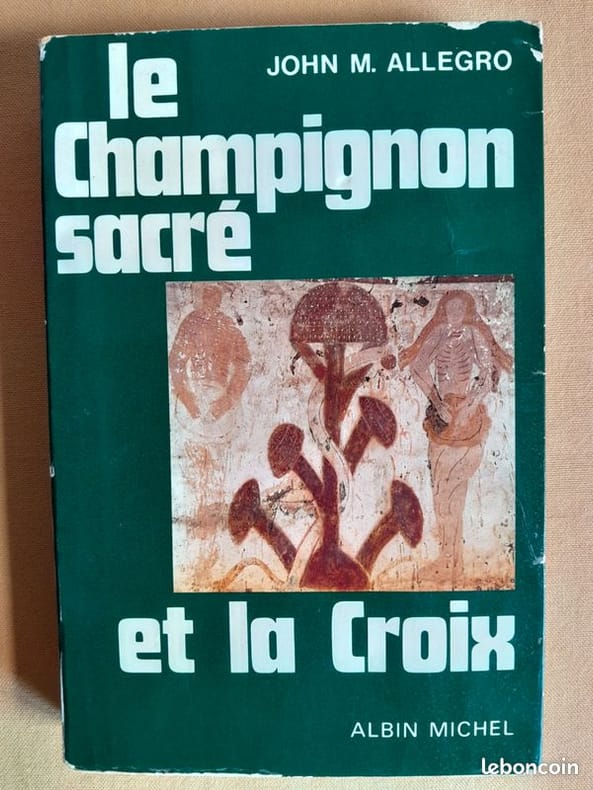 JOHN M. ALLEGRO
le
Champignon
sacré
et la Croix
ALBIN MICHEL
leboncoin